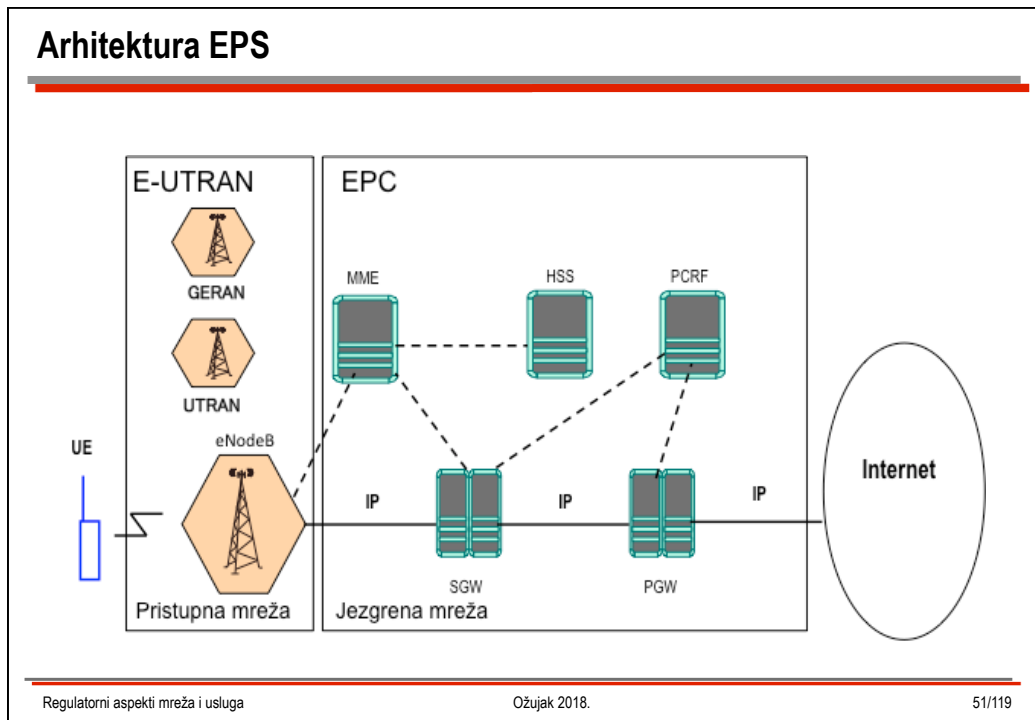 Arhitektura EPS
E-UTRAN
EPC
GERAN
UTRAN
eNodeB
UE
MME
HSS
PCRF
IP
IP
IP
SGW
PGW
Internet
Pristupna mreža
Jezgrena mreža
Regulatorni aspekti mreža i usluga
Ožujak 2018.
51/119